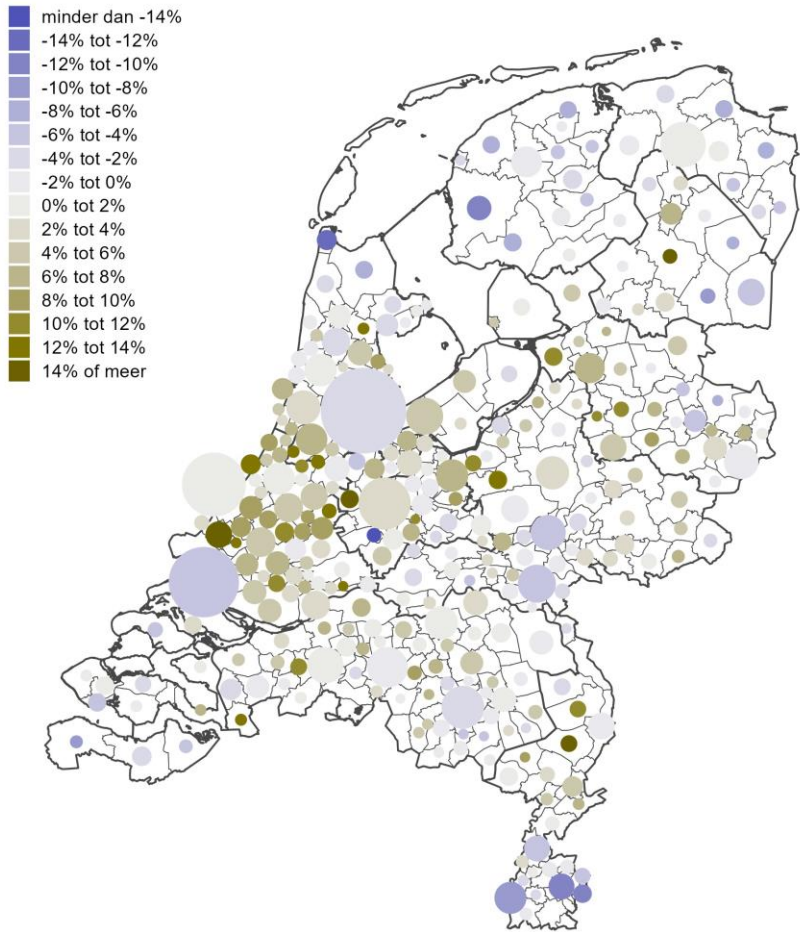 minder dan -14%
-14% tot -12%
-12% tot -10%
-10% tot -8%
-8% tot -6%
-6% tot -4%
-4% tot -2%
-2% tot 0%
0% tot 2%
2% tot 4%
4% tot 6%
6% tot 8%
8% tot 10%
10% tot 12%
12% tot 14%
14% of meer